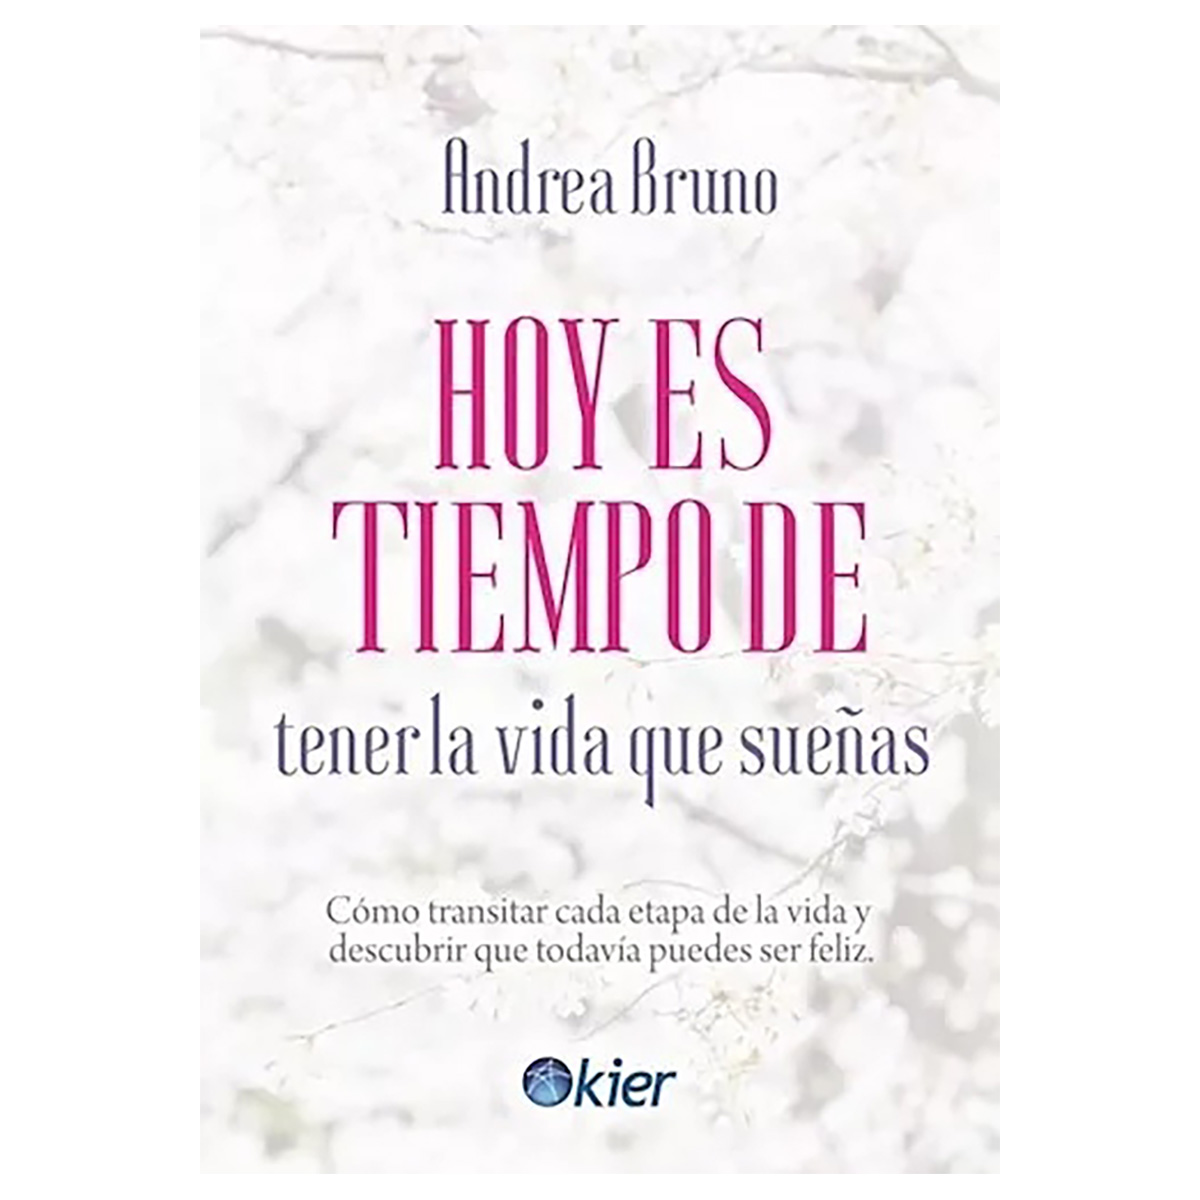 Andrea Bruno
HOY ES
TIEMPO DE
tener la vida que sueñas
Cómo transitar cada etapa de la vida y
descubrir que todavía puedes ser feliz.
kier